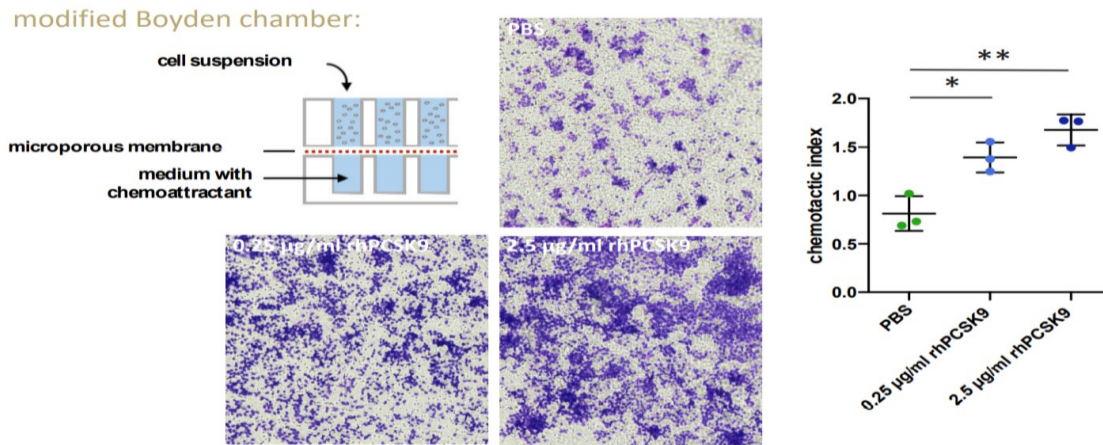 modified Boyden chamber:
cell suspension
microporous membrane
medium with
chemoattractant
PBS
0.25 µg/ml rhPCSK9
2.5 µg/ml rhPCSK9
**
*
2.0
1.5
1.0
0.5
0.0
chemotactic index
PBS
0.25 µg/ml rhPCSK9
2.5 µg/ml rhPCSK9